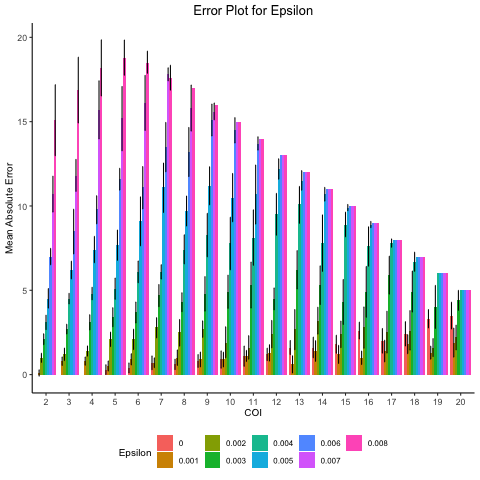 Error Plot for Epsilon
Mean Absolute Error
20
15
10
5
0
2 3 4 5 6 7 8 9 10 11 12 13 14 15 16 17 18 19 20
COI
Epsilon
0 0.002 0.004 0.006 0.008
0.001 0.003 0.005 0.007